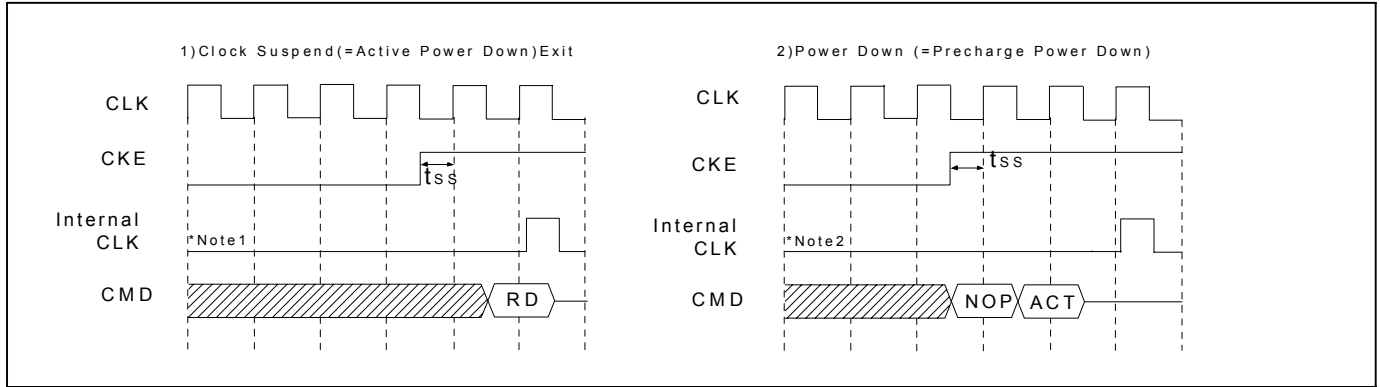 1)Clock Suspend(=Active Power Down)Exit
CLK
CKE
tss
Internal
CLK
*Note1
CMD
RD
2)Power Down (=Precharge Power Down)
CLK
CKE
tss
Internal
CLK
*Note2
CMD
NOP
ACT